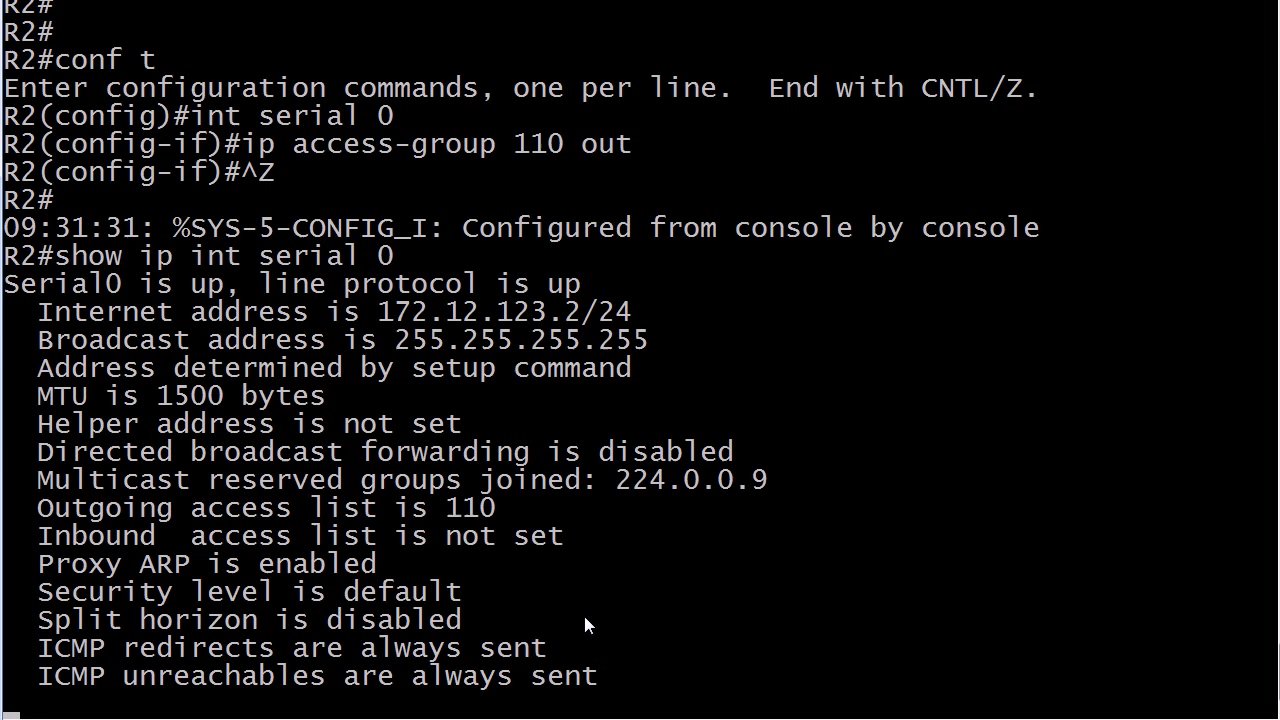 R2#
R2#
R2#conf t
Enter configuration commands, one per line.  End with CNTL/Z.
R2(config)#int serial 0
R2(config-if)#ip access-group 110 out
R2(config-if)#^Z
R2#
09:31:31: %SYS-5-CONFIG_I: Configured from console by console
R2#show ip int serial 0
Serial0 is up, line protocol is up
  Internet address is 172.12.123.2/24
  Broadcast address is 255.255.255.255
  Address determined by setup command
  MTU is 1500 bytes
  Helper address is not set
  Directed broadcast forwarding is disabled
  Multicast reserved groups joined: 224.0.0.9
  Outgoing access list is 110
  Inbound  access list is not set
  Proxy ARP is enabled
  Security level is default
  Split horizon is disabled
  ICMP redirects are always sent
  ICMP unreachables are always sent